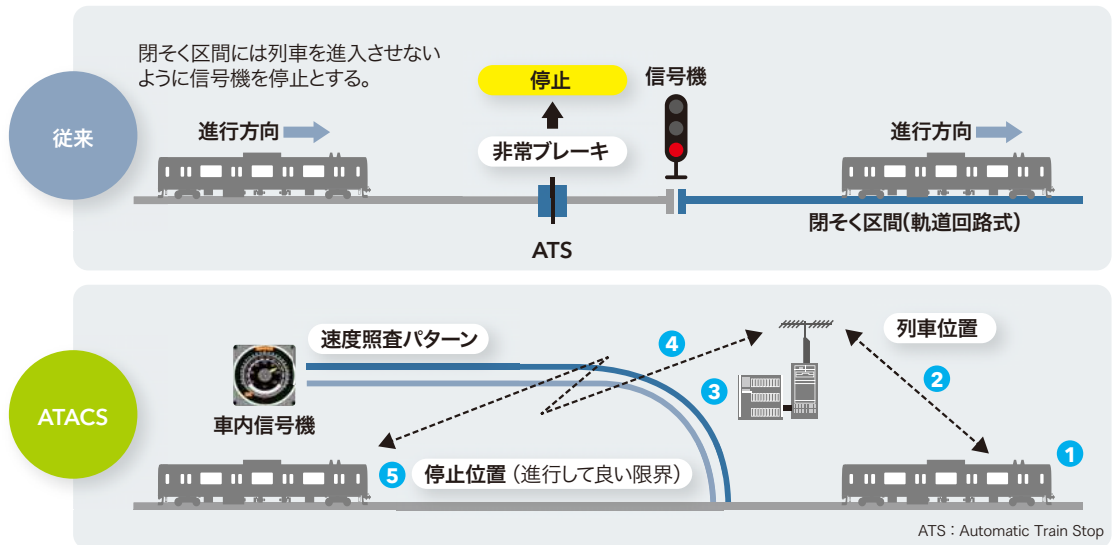 従来
閉そく区間には列車を進入させない
ように信号機を停止とする。
停止
信号機
進行方向
非常ブレーキ
進行方向
ATS
閉そく区間(軌道回路式)
ATACS
速度照査パターン
車内信号機
4
列車位置
3
2
1
5 停止位置(進行して良い限界)
ATS：Automatic Train Stop